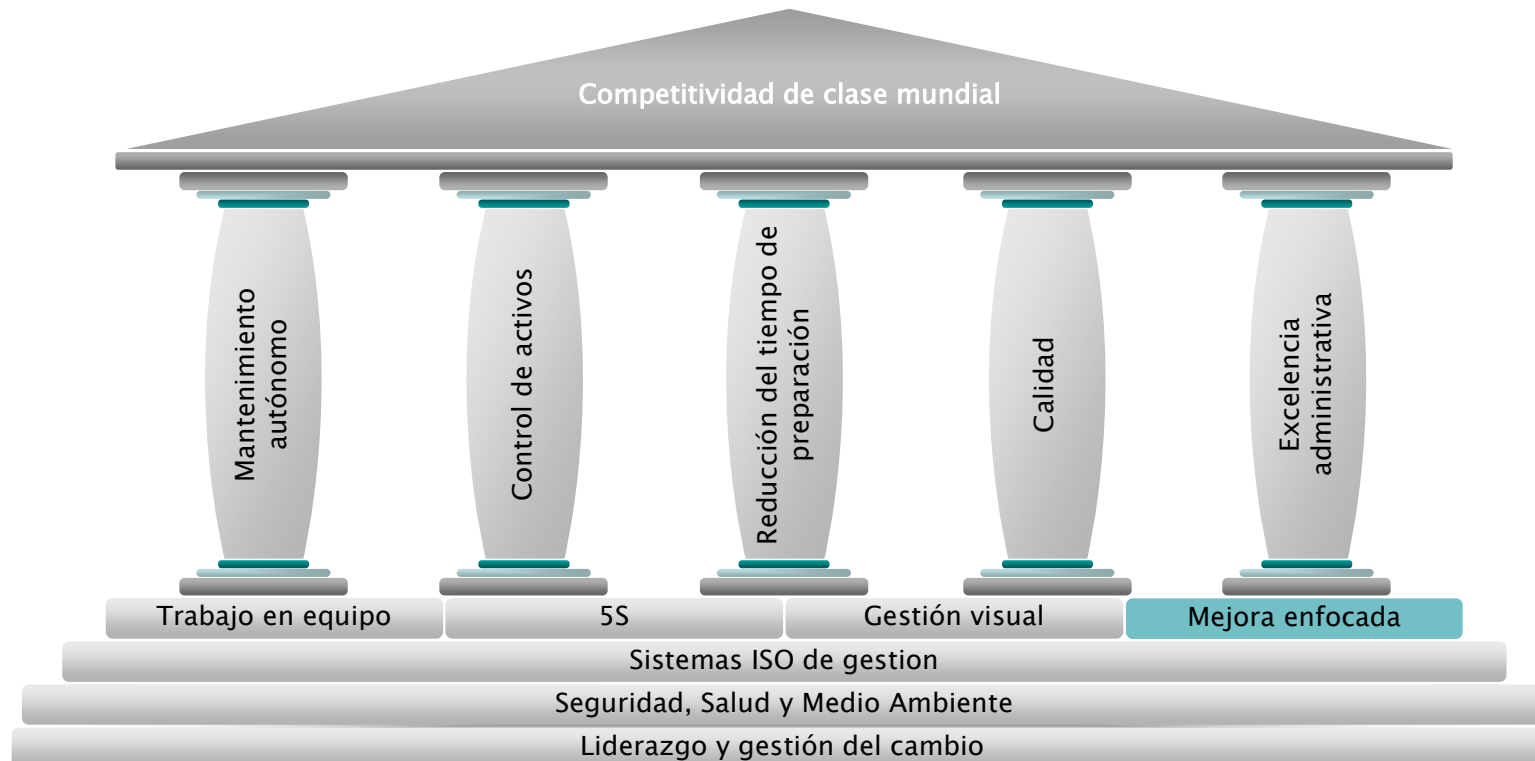 Competitividad de clase mundial
Mantenimiento
autónomo
Control de activos
Reducción del tiempo de
preparación
Calidad
Excelencia
administrativa
Trabajo en equipo
5S
Gestión visual
Mejora enfocada
Sistemas ISO de gestion
Seguridad, Salud y Medio Ambiente
Liderazgo y gestión del cambio